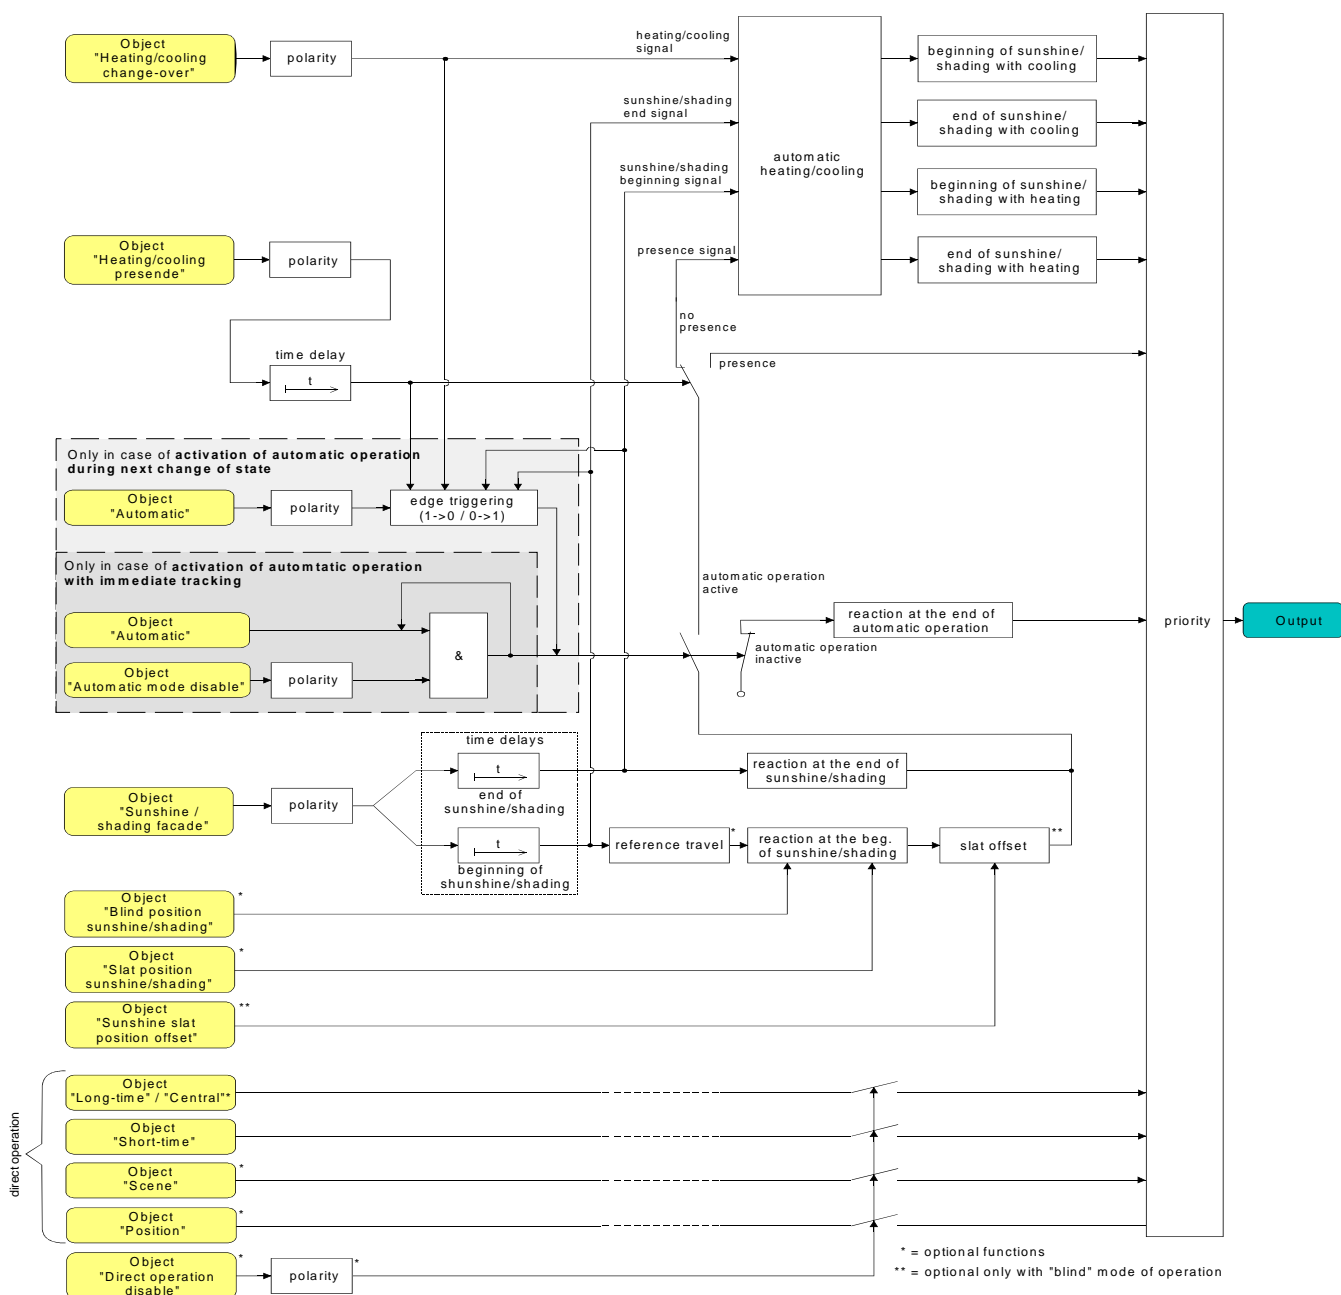 Object
"Heating/cooling
change-over"
polarity
heating/cooling
signal
beginning of sunshine/
shading with cooling
sunshine/shading
end signal
end of sunshine/
shading with cooling
automatic
heating/cooling
sunshine/shading
beginning signal
beginning of sunshine/
shading with heating
Object
"Heating/cooling
presende"
polarity
presence signal
end of sunshine/
shading with heating
no
presence
presence
time delay
t
Only in case of activation of automatic operation
during next change of state
Object
"Automatic"
polarity
edge triggering
(1->0 / 0->1)
Only in case of activation of automtatic operation
with immediate tracking
Object
"Automatic"
&
Object
"Automatic mode disable"
polarity
automatic operation
active
reaction at the end of
automatic operation
automatic operation
inactive
priority
Output
time delays
t
end of
sunshine/shading
reaction at the end of
sunshine/shading
Object
"Sunshine /
shading facade"
polarity
t
beginning of
shunshine/shading
reference travel
*
reaction at the beg.
of sunshine/shading
slat offset
**
Object
"Blind position
sunshine/shading"
*
Object
"Slat position
sunshine/shading"
*
Object
"Sunshine slat
position offset"
**
direct operation
Object
"Long-time" / "Central"*
Object
"Short-time"
Object
"Scene"
*
Object
"Position"
*
Object
"Direct operation
disable"
*
polarity
*
* = optional functions
** = optional only with "blind" mode of operation